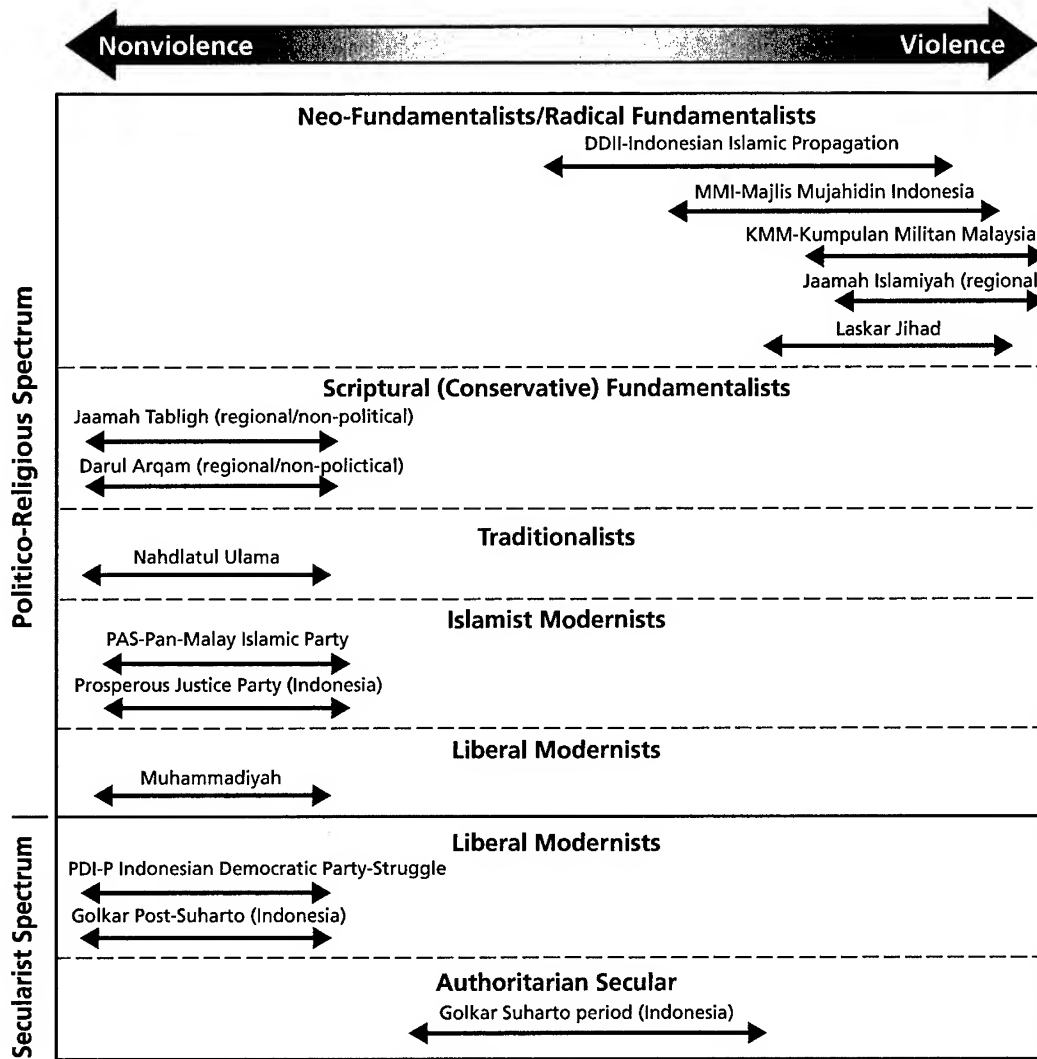 Nonviolence Violence
Neo-Fundamentalists/Radical Fundamentalists
DDII-Indonesian Islamic Propagation
MMI-Majlis Mujahidin Indonesia
KMM-Kumpulan Militan Malaysia
Jaamah Islamiyah (regional
Laskar Jihad
Politico-Religious Spectrum
Scriptural (Conservative) Fundamentalists
Jaamah Tabligh (regional/non-political)
Darul Arqam (regional/non-polictical)
Traditionalists
Nahdlatul Ulama
Islamist Modernists
PAS-Pan-Malay Islamic Party
Prosperous Justice Party (Indonesia)
Liberal Modernists
Muhammadiyah
Secularist Spectrum
Liberal Modernists
PDI-P Indonesian Democratic Party-Struggle
Golkar Post-Suharto (Indonesia)
Authoritarian Secular
Golkar Suharto period (Indonesia)